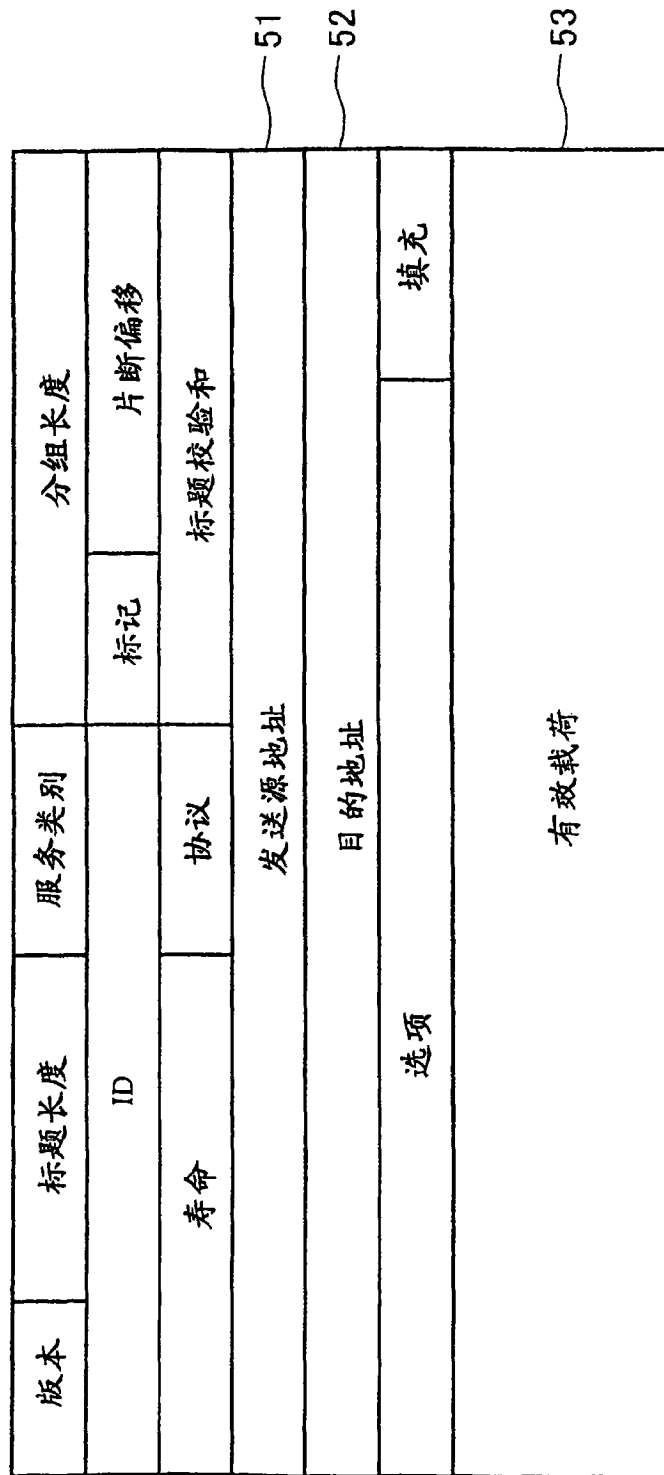 版本 标题长度 服务类别 分组长度
ID 标记 片断偏移
寿命 协议 标题校验和
发送源地址 51
目的地址 52
选项 填充
有效载荷 53